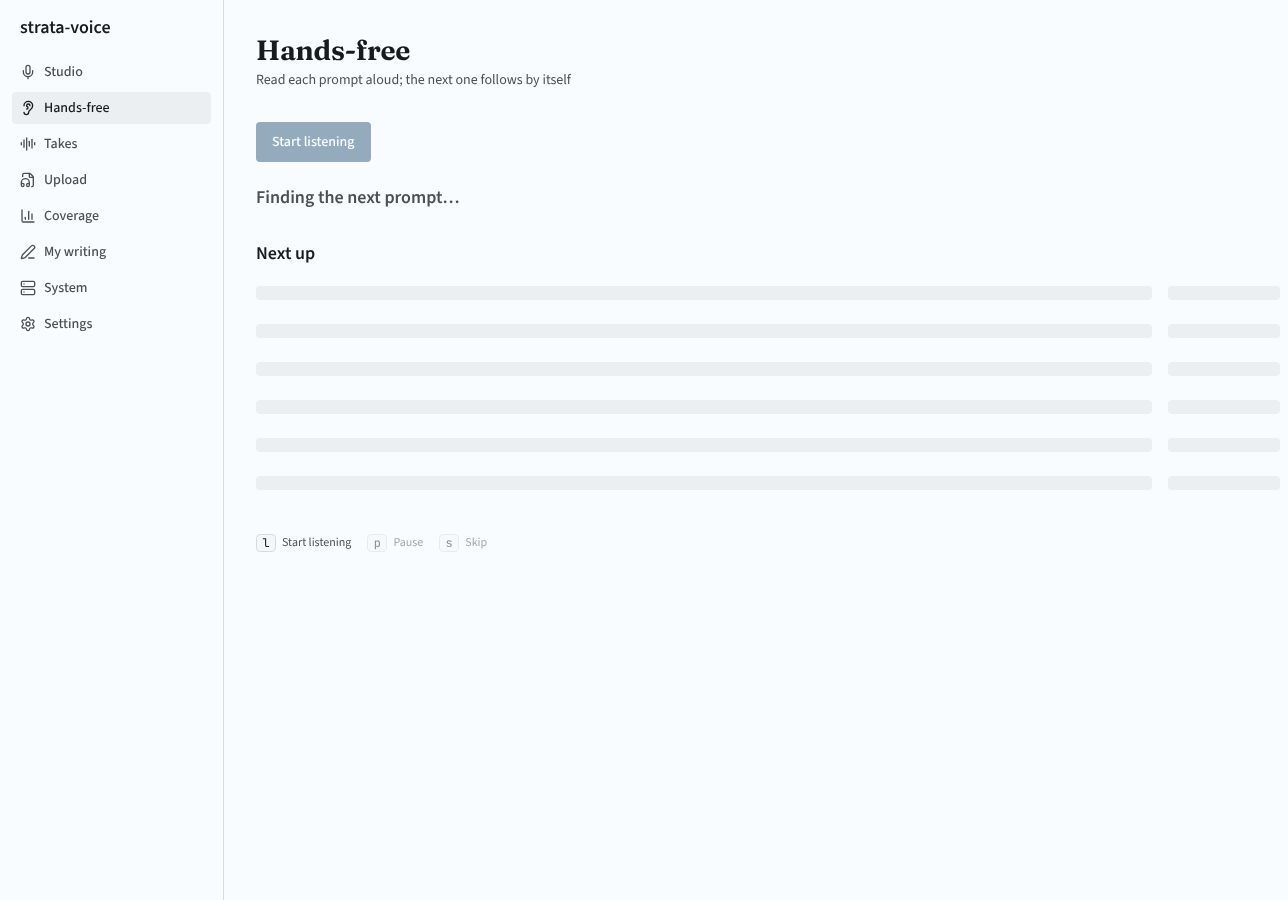 strata-voice
Studio
Hands-free
Takes
Upload
Coverage
My writing
System
Settings
Hands-free
Read each prompt aloud; the next one follows by itself
Start listening
Finding the next prompt…
Next up
l Start listening p Pause s Skip